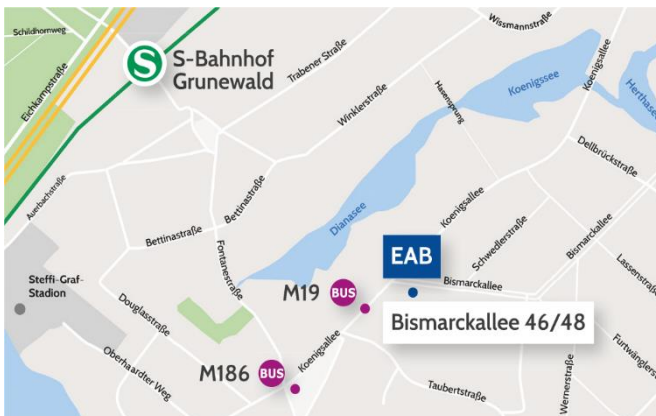 Schildhornweg
Eichkampstraße
S
S-Bahnhof
Grunewald
Trabener Straße
Wissmannstraße
Winklerstraße
Hasensprung
Koenigssee
Koenigsallee
Herthasee
Dellbrückstraße
Auerbachstraße
Bettinastraße
Bettinastraße
Fontanestraße
Dianasee
Koenigsallee
Schwedlerstraße
Bismarckallee
Lassenstraße
EAB
Bismarckallee
Steffi-Graf-
Stadion
Douglasstraße
M19
BUS
Bismarckallee 46/48
Oberhaardter Weg
M186
BUS
Koenigsallee
Taubertstraße
Wernerstraße
Furtwänglerst